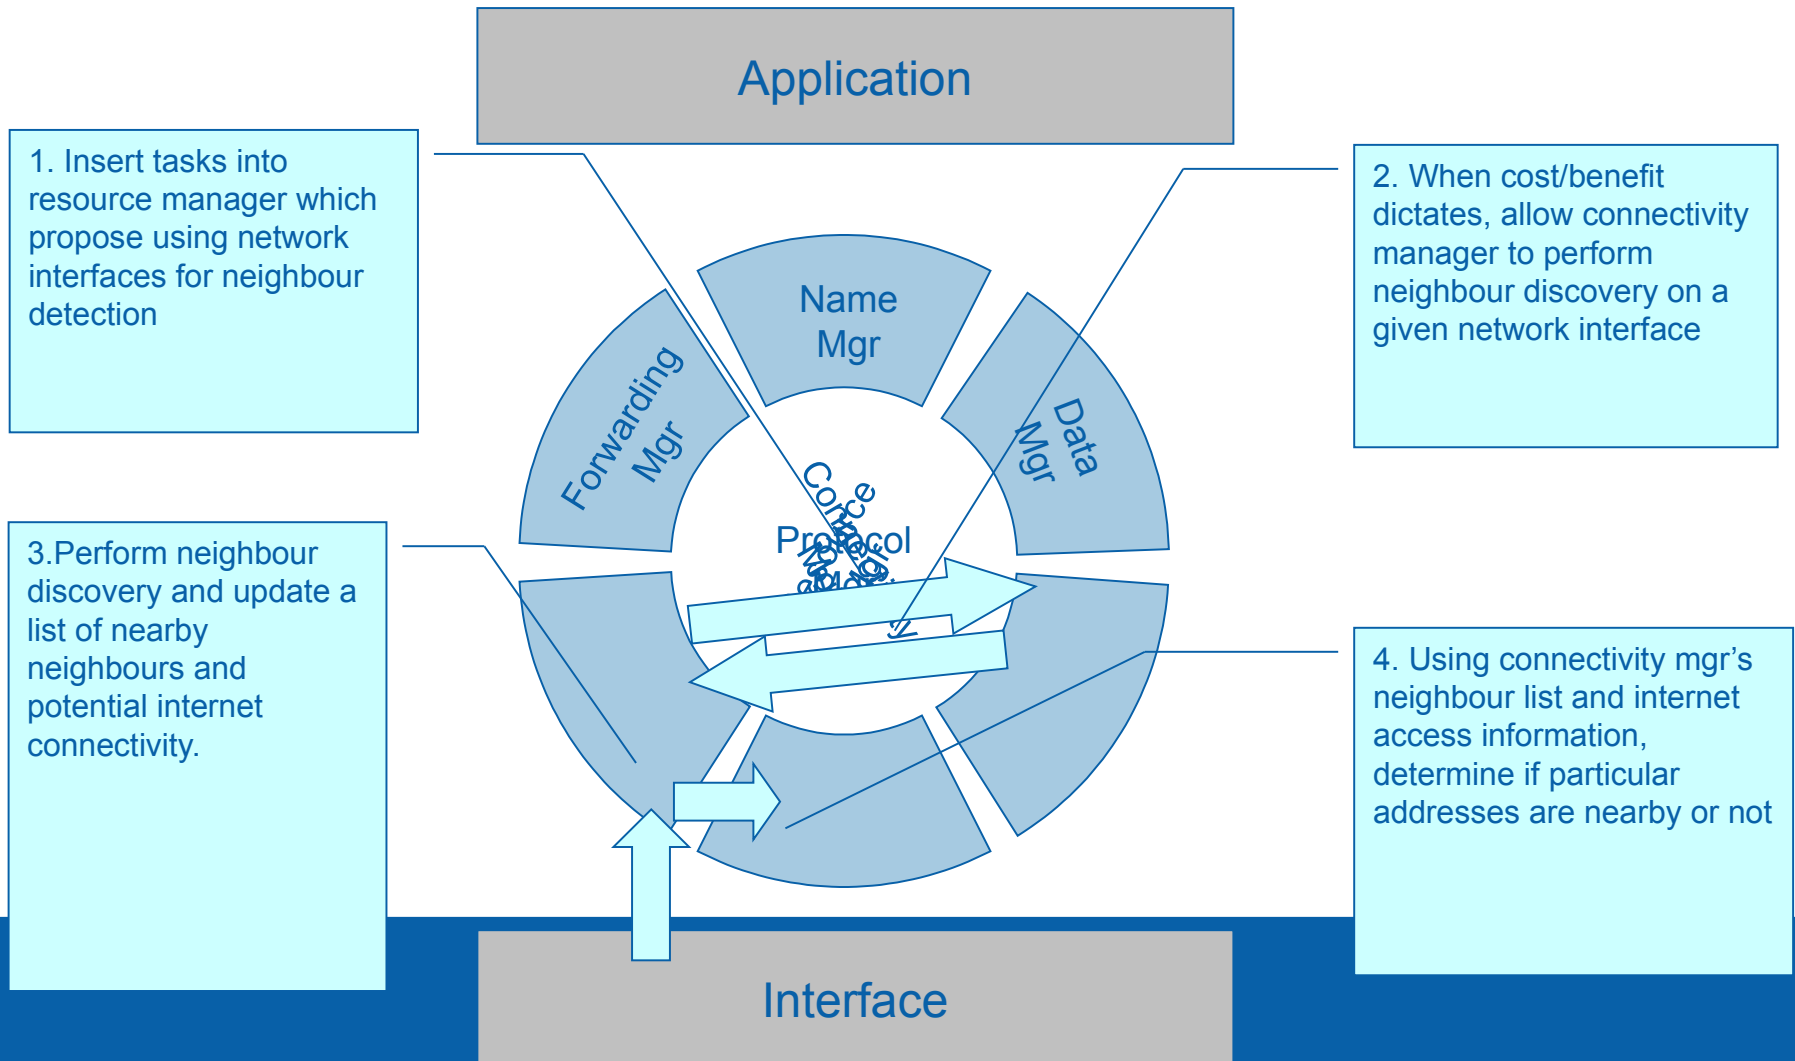 Application
1. Insert tasks into
resource manager which
propose using network
interfaces for neighbour
detection
2. When cost/benefit
dictates, allow connectivity
manager to perform
neighbour discovery on a
given network interface
Name
Mgr
Forwarding
Mgr
Data
Mgr
Protocol
Mgr
3.Perform neighbour
discovery and update a
list of nearby
neighbours and
potential internet
connectivity.
4. Using connectivity mgr’s
neighbour list and internet
access information,
determine if particular
addresses are nearby or not
Interface